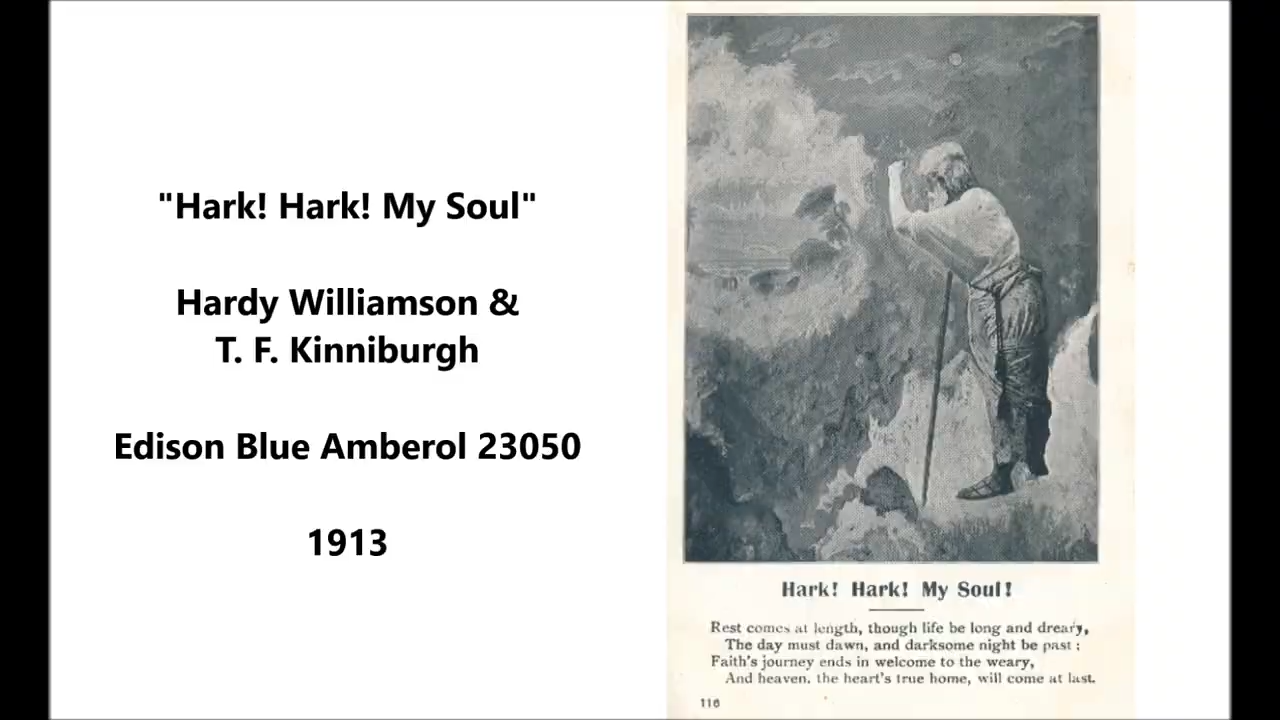 "Hark! Hark! My Soul"
Hardy Williamson &
T. F. Kinniburgh
Edison Blue Amberol 23050
1913
Hark! Hark! My Soul!
Rest comes at length, though life be long and dreary,
The day must dawn, and darksome night be past ;
Faith's journey ends in welcome to the weary,
And heaven. the heart's true home, will come at last.
116